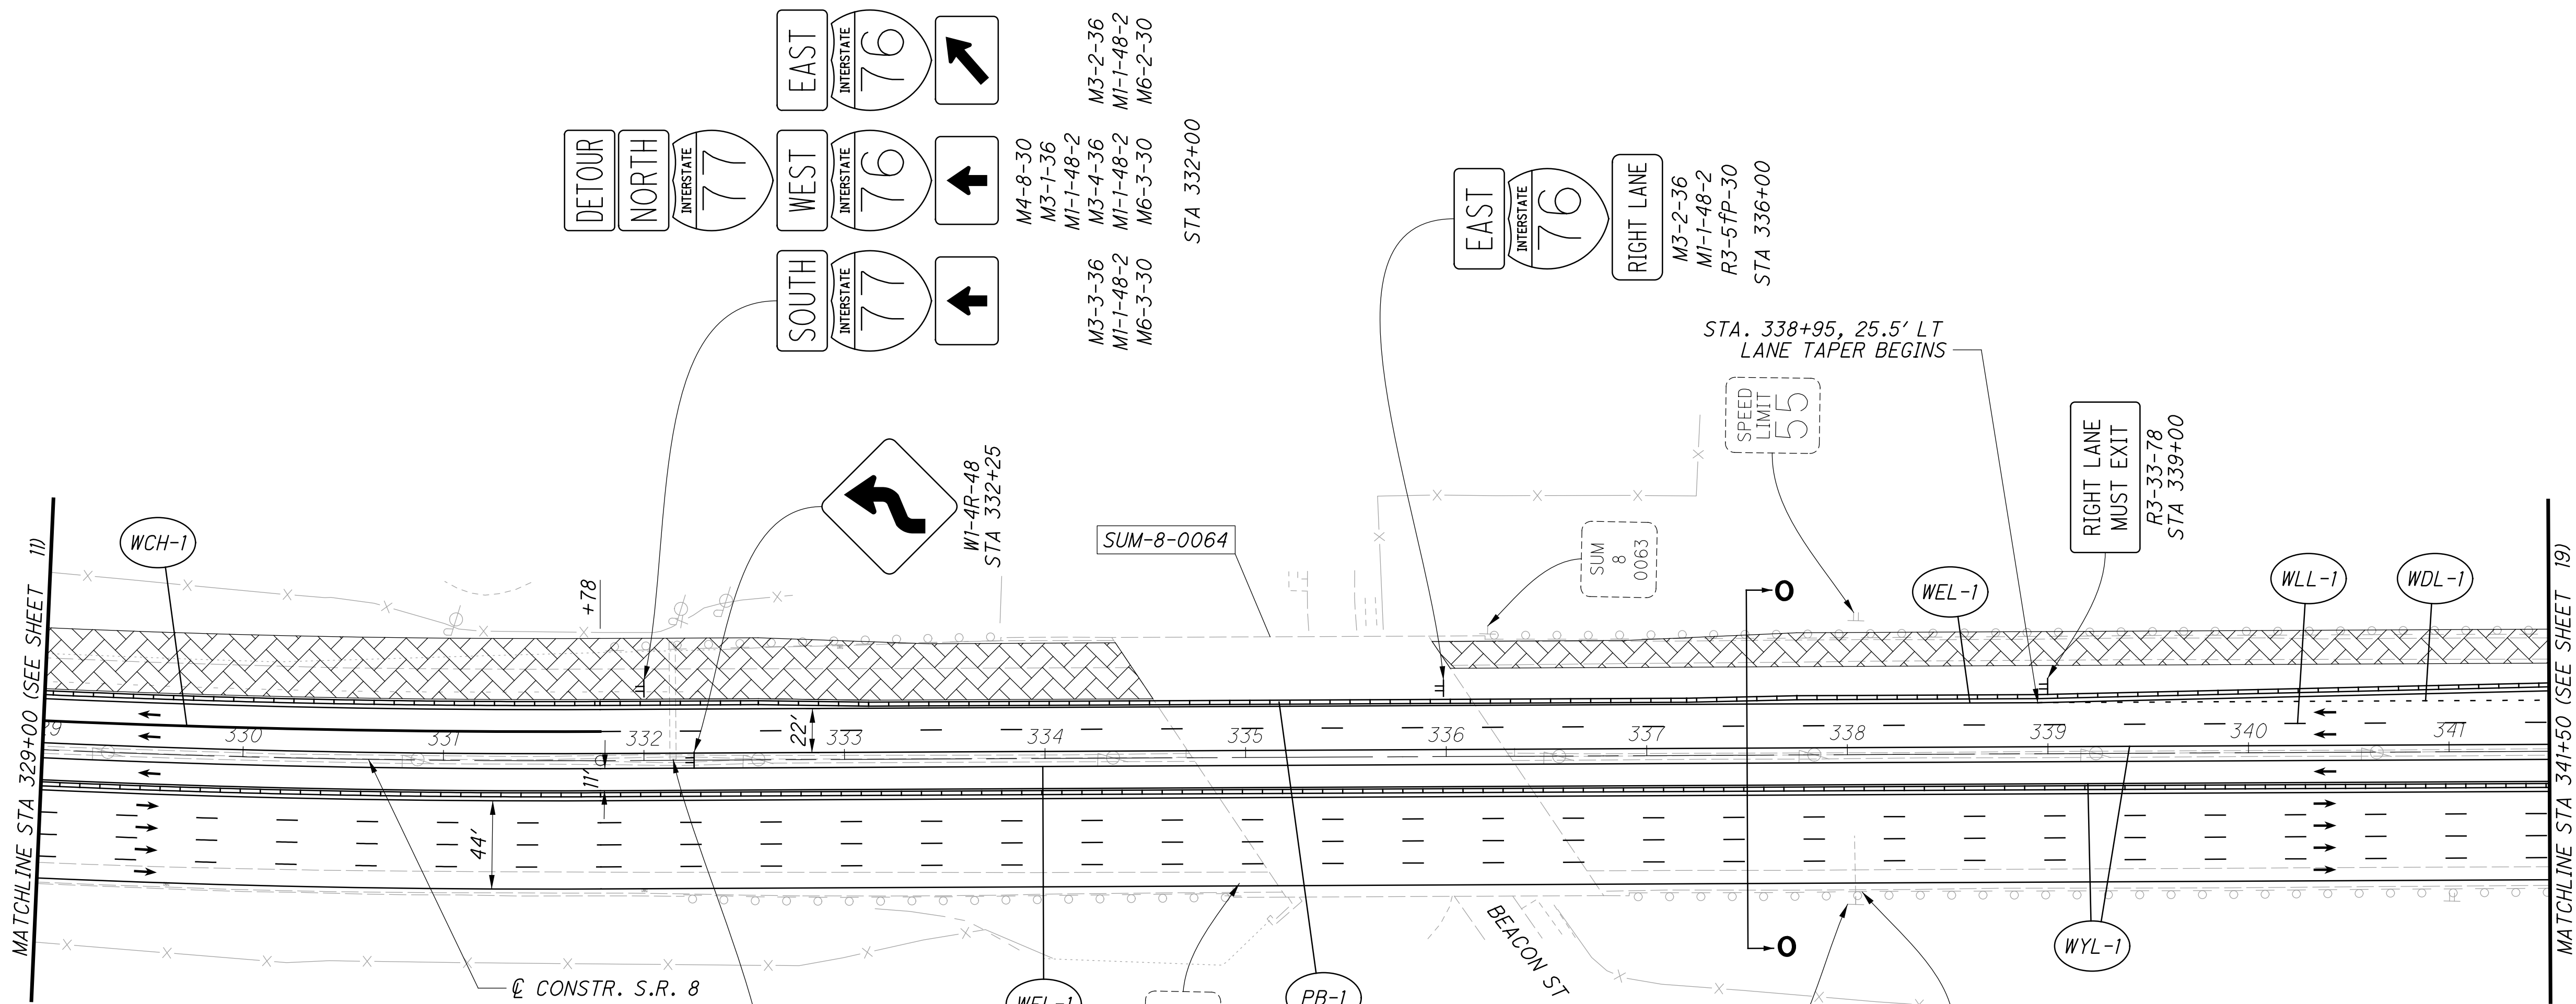 MATCHLINE STA 329+00 (SEE SHEET 11)
WCH-1
DETOUR
NORTH
INTERSTATE
77
EAST
INTERSTATE
76
WEST
INTERSTATE
76
SOUTH
INTERSTATE
77
M3-2-36
M1-1-48-2
M6-2-30
M4-8-30
M3-1-36
M1-1-48-2
M3-4-36
M1-1-48-2
M6-3-30
M3-3-36
M1-1-48-2
M6-3-30
STA 332+00
W1-4R-48
STA 332+25
+78
SUM-8-0064
EAST
INTERSTATE
76
RIGHT LANE
M3-2-36
M1-1-48-2
R3-5fP-30
STA 336+00
STA. 338+95, 25.5' LT
LANE TAPER BEGINS
SPEED
LIMIT
55
SUM
8
0063
RIGHT LANE
MUST EXIT
R3-33-78
STA 339+00
O
WEL-1
WLL-1
WDL-1
29
330
331
332
333
334
335
336
337
338
339
340
341
22'
11'
44'
℄ CONSTR. S.R. 8
WEL-1
PB-1
BEACON ST
O
WYL-1
MATCHLINE STA 341+50 (SEE SHEET 19)